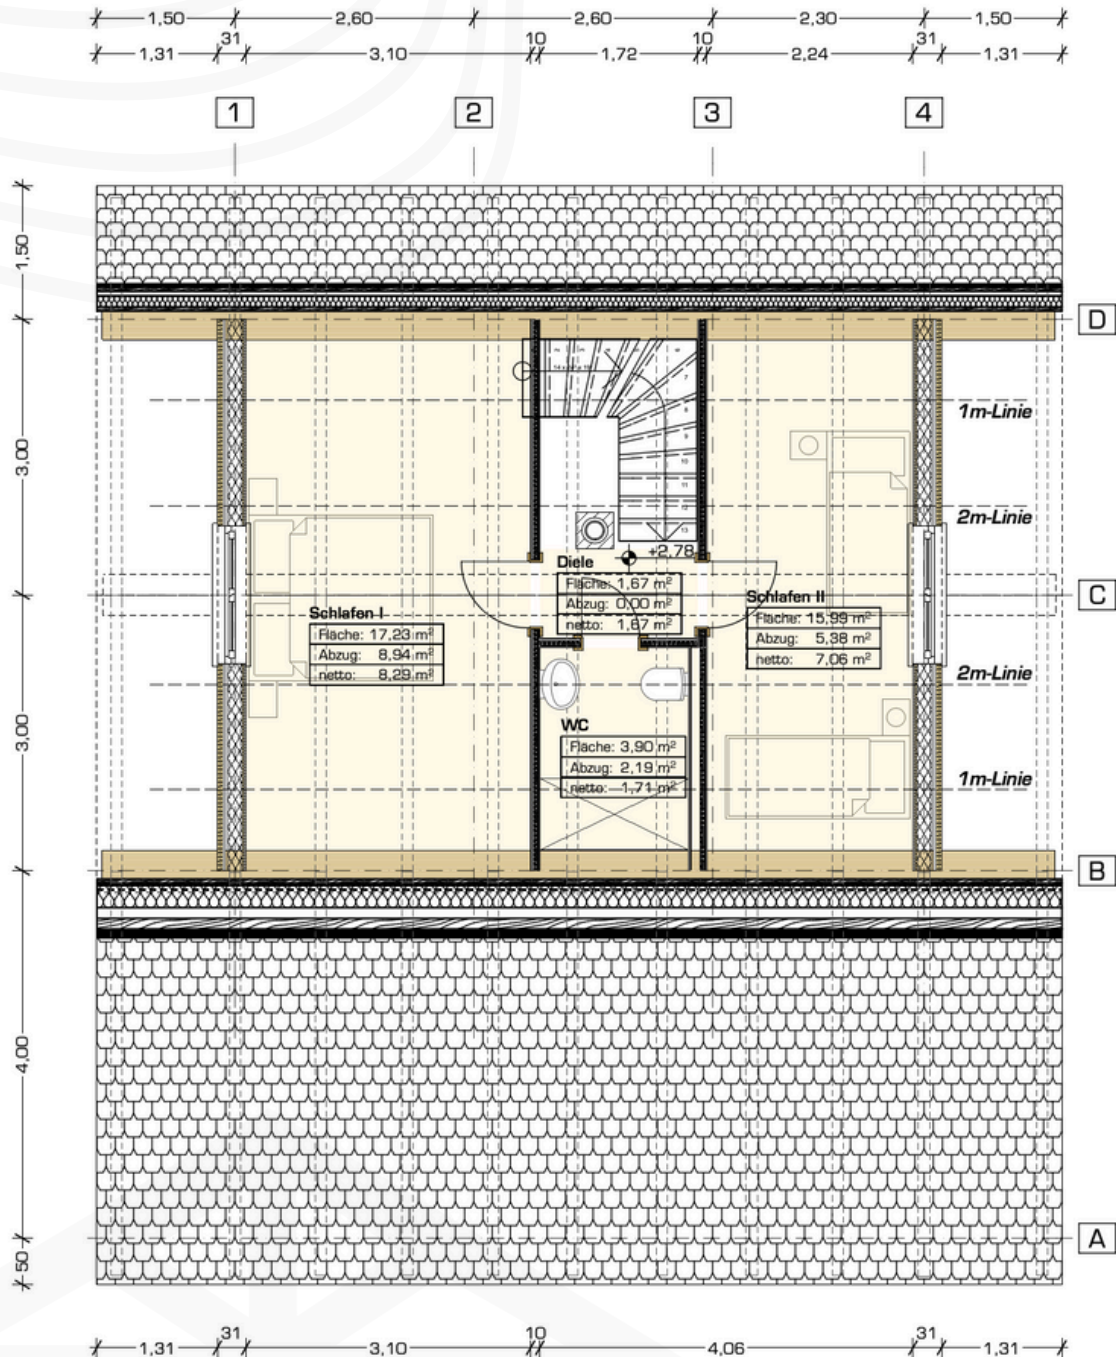 1,50 2,60 2,60 2,30 1,50
31 10 10 31
1,31 3,10 1,72 2,24 1,31
1 2 3 4
1,50
D
1m-Linie
3,00
2m-Linie
+2.78
Diele
Fläche: 1,67 m²
Abzug: 0,00 m²
netto: 1,67 m²
C
Schlafen I
Fläche: 17,23 m²
Abzug: 8,94 m²
netto: 8,29 m²
Schlafen II
Fläche: 15,99 m²
Abzug: 5,38 m²
netto: 7,06 m²
2m-Linie
3,00
WC
Fläche: 3,90 m²
Abzug: 2,19 m²
netto: 1,71 m²
1m-Linie
B
4,00
A
50
31 10 31
1,31 3,10 4,06 1,31